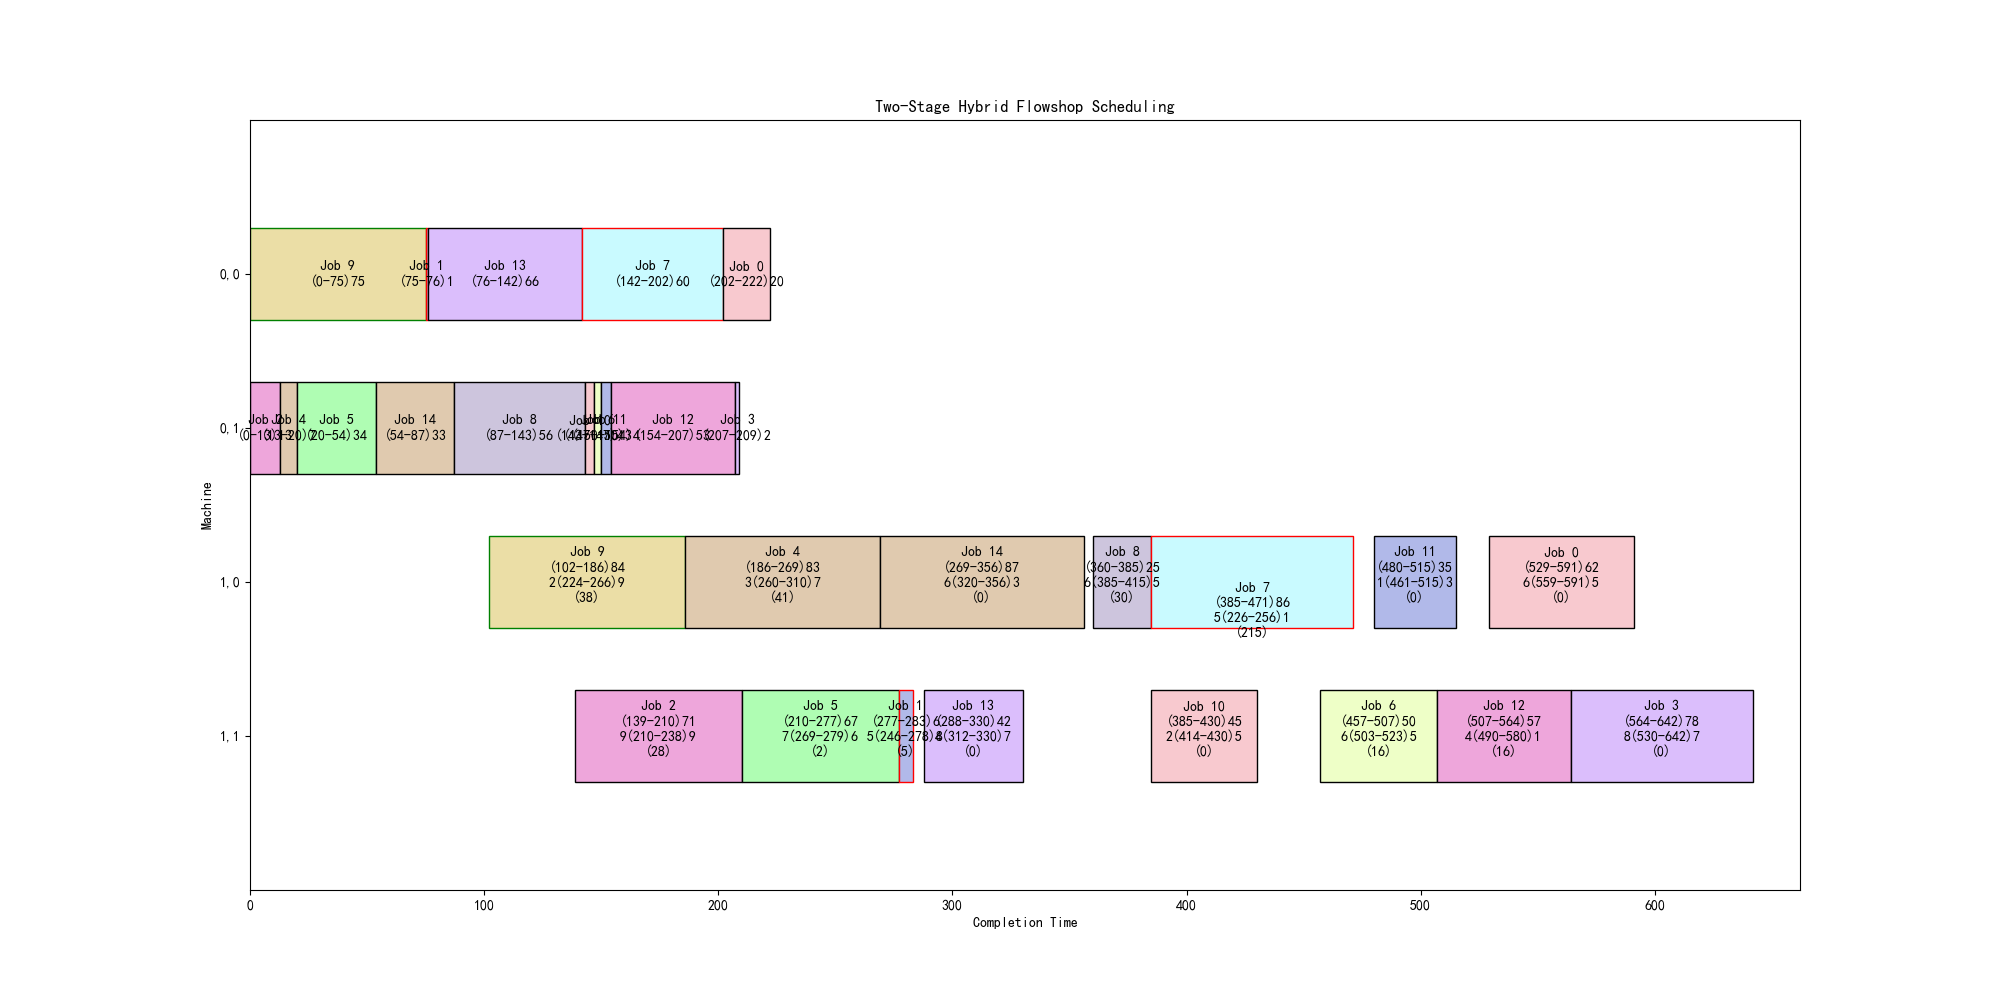 Two-Stage Hybrid Flowshop Scheduling
Machine
0,0
Job 9
(0-75)75
Job 1
(75-76)1
Job 13
(76-142)66
Job 7
(142-202)60
Job 0
(202-222)20
0,1
Job
Job 4
Job 5
(20-54)34
Job 14
(54-87)33
Job 8
(87-143)56
Job 12
(154-207)53
Job 3
(207-209)2
1,0
Job 9
(102-186)84
2(224-266)9
(38)
Job 4
(186-269)83
3(260-310)7
(41)
Job 14
(269-356)87
6(320-356)3
(0)
Job 8
(360-385)25
6(385-415)5
(30)
Job 7
(385-471)86
5(226-256)1
(215)
Job 11
(480-515)35
1(461-515)3
(0)
Job 0
(529-591)62
6(559-591)5
(0)
1,1
Job 2
(139-210)71
9(210-238)9
(28)
Job 5
(210-277)67
7(269-279)6
(2)
Job 1
(277-283)6
5(246-278)
(5)
Job 13
(288-330)42
(312-330)7
(0)
Job 10
(385-430)45
2(414-430)5
(0)
Job 6
(457-507)50
6(503-523)5
(16)
Job 12
(507-564)57
4(490-580)1
(16)
Job 3
(564-642)78
8(530-642)7
(0)
0
100
200
300
400
500
600
Completion Time